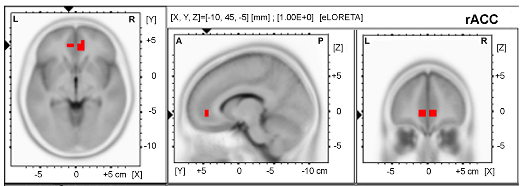 [X, Y, Z]=[-10, 45, -5] [mm] ; [1.00E+0] [eLORETA] rACC
L R [Y]
+5
0
-5
-10
-5 0 +5 cm [X]
A P [Z]
+5
0
-5
[Y] +5 0 -5 -10 cm
L R [Z]
+5
0
-5
-5 0 +5 cm [X]